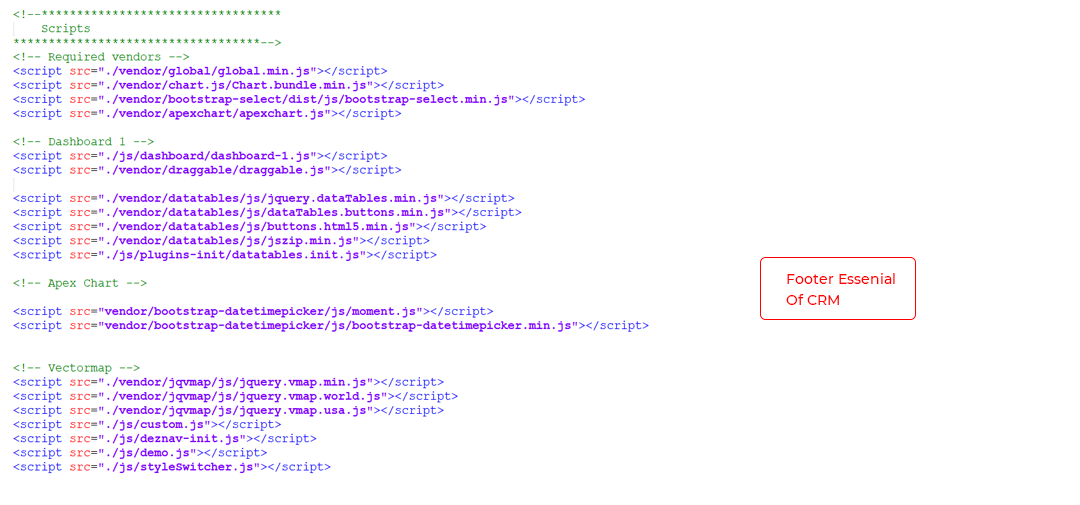 <!--**********************************
    Scripts
***********************************-->
<!-- Required vendors -->
<script src="./vendor/global/global.min.js"></script>
<script src="./vendor/chart.js/Chart.bundle.min.js"></script>
<script src="./vendor/bootstrap-select/dist/js/bootstrap-select.min.js"></script>
<script src="./vendor/apexchart/apexchart.js"></script>
<!-- Dashboard 1 -->
<script src="./js/dashboard/dashboard-1.js"></script>
<script src="./vendor/draggable/draggable.js"></script>
<script src="./vendor/datatables/js/jquery.dataTables.min.js"></script>
<script src="./vendor/datatables/js/dataTables.buttons.min.js"></script>
<script src="./vendor/datatables/js/buttons.html5.min.js"></script>
<script src="./vendor/datatables/js/jszip.min.js"></script>
<script src="./js/plugins-init/datatables.init.js"></script>
<!-- Apex Chart -->
<script src="vendor/bootstrap-datetimepicker/js/moment.js"></script>
<script src="vendor/bootstrap-datetimepicker/js/bootstrap-datetimepicker.min.js"></script>
<!-- Vectormap -->
<script src="./vendor/jqvmap/js/jquery.vmap.min.js"></script>
<script src="./vendor/jqvmap/js/jquery.vmap.world.js"></script>
<script src="./vendor/jqvmap/js/jquery.vmap.usa.js"></script>
<script src="./js/custom.js"></script>
<script src="./js/deznav-init.js"></script>
<script src="./js/demo.js"></script>
<script src="./js/styleSwitcher.js"></script>
Footer Essenial
Of CRM